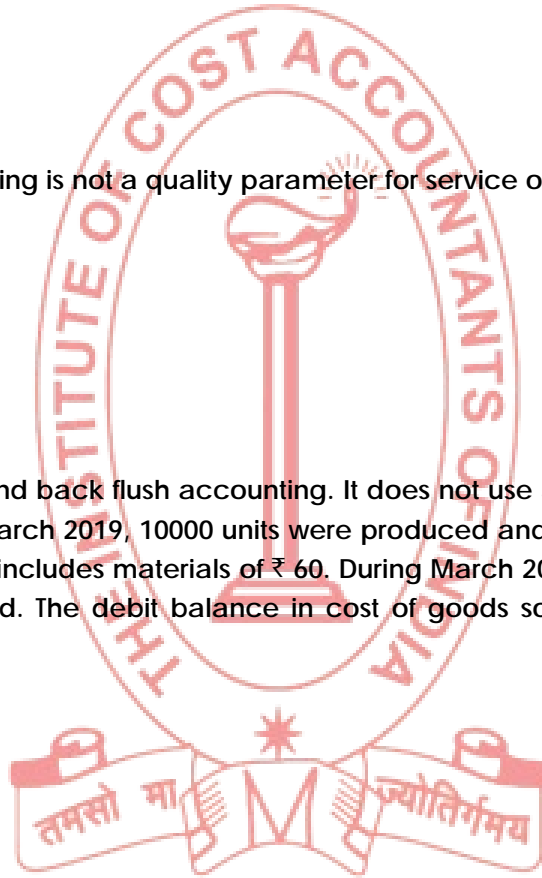 THE INSTITUTE OF COST ACCOUNTANTS OF INDIA
ing is not a quality parameter for service o
nd back flush accounting. It does not use
arch 2019, 10000 units were produced and
includes materials of ₹ 60. During March 20
d. The debit balance in cost of goods so
तमसो मा ज्योतिर्गमय